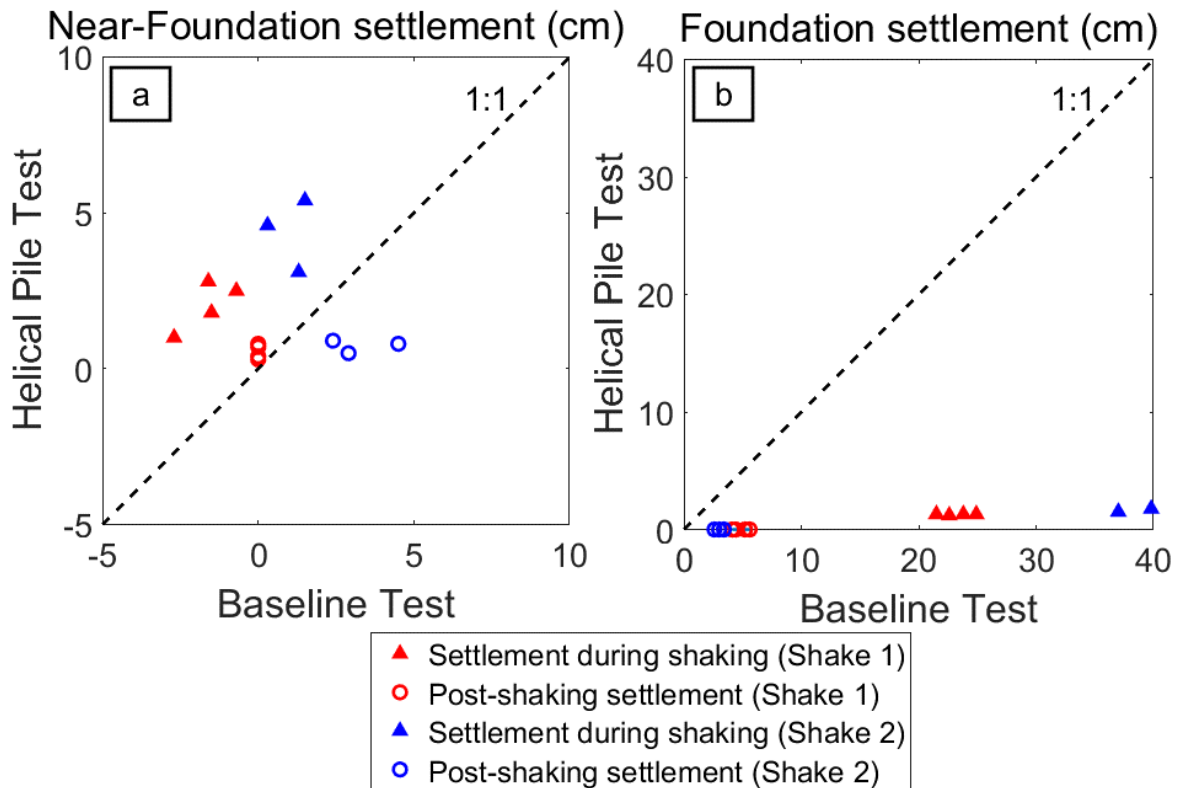 Near-Foundation settlement (cm)
a
1:1
10
5
0
-5
-5
0
5
10
Helical Pile Test
Baseline Test
Foundation settlement (cm)
b
1:1
40
30
20
10
0
0
10
20
30
40
Helical Pile Test
Baseline Test
Settlement during shaking (Shake 1)
Post-shaking settlement (Shake 1)
Settlement during shaking (Shake 2)
Post-shaking settlement (Shake 2)